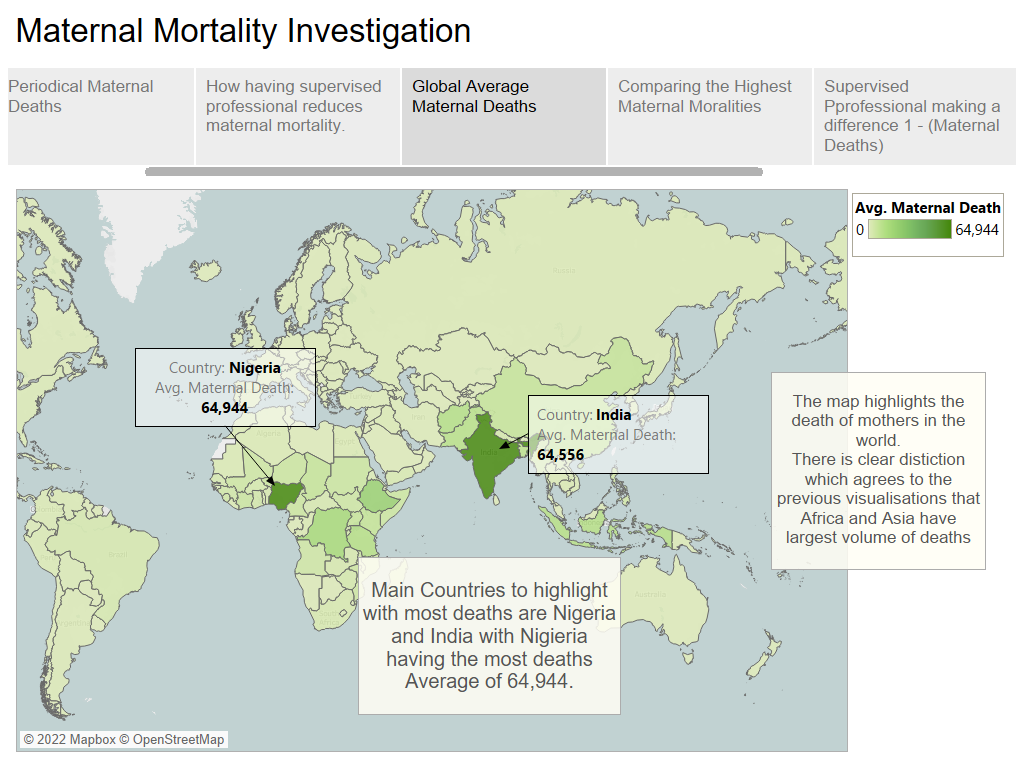 Maternal Mortality Investigation
Periodical Maternal
Deaths
How having supervised
professional reduces
maternal mortality.
Global Average
Maternal Deaths
Comparing the Highest
Maternal Moralities
Supervised
Pprofessional making a
difference 1 - (Maternal
Deaths)
Avg. Maternal Death
0 64,944
Country: Nigeria
Avg. Maternal Death:
64,944
Country: India
Avg. Maternal Death:
64,556
The map highlights the
death of mothers in the
world.
There is clear distiction
which agrees to the
previous visualisations that
Africa and Asia have
largest volume of deaths
Main Countries to highlight
with most deaths are Nigeria
and India with Nigieria
having the most deaths
Average of 64,944.
© 2022 Mapbox © OpenStreetMap